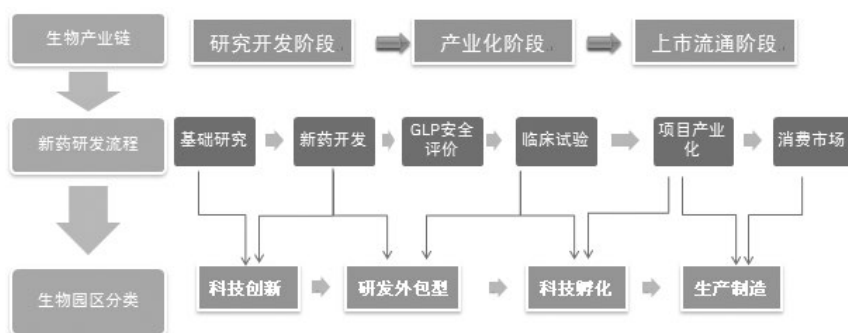 生物产业链
研究开发阶段
产业化阶段
上市流通阶段
新药研发流程
基础研究
新药开发
GLP安全
评价
临床试验
项目产业
化
消费市场
生物园区分类
科技创新
研发外包型
科技孵化
生产制造